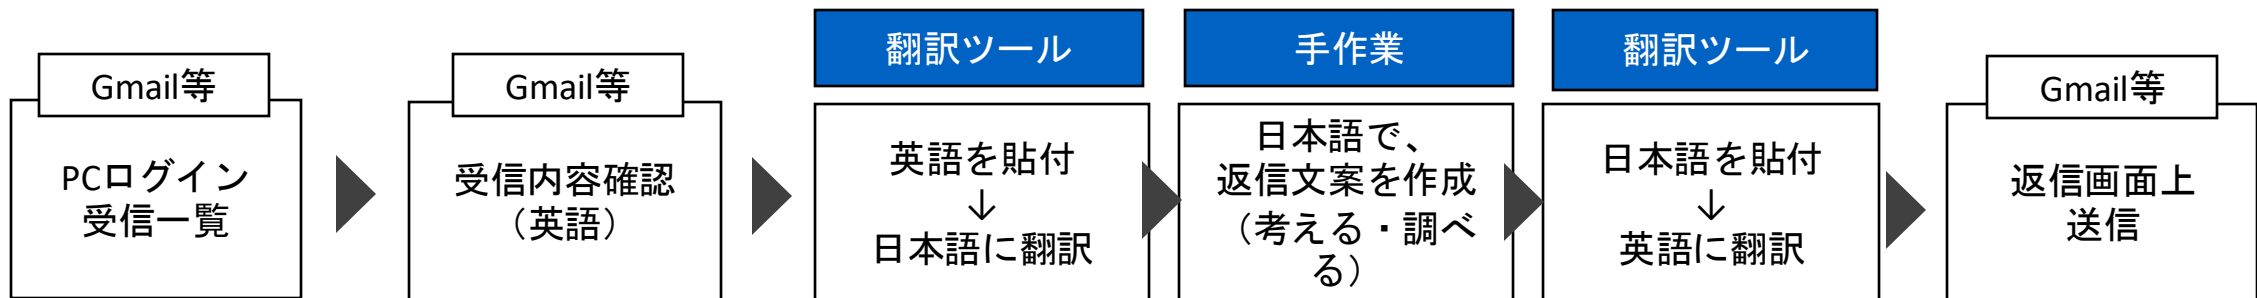 Gmail等
PCログイン
受信一覧
Gmail等
受信内容確認
（英語）
翻訳ツール
英語を貼付
↓
日本語に翻訳
手作業
日本語で、
返信文案を作成
（考える・調べ
る）
翻訳ツール
日本語を貼付
↓
英語に翻訳
Gmail等
返信画面上
送信